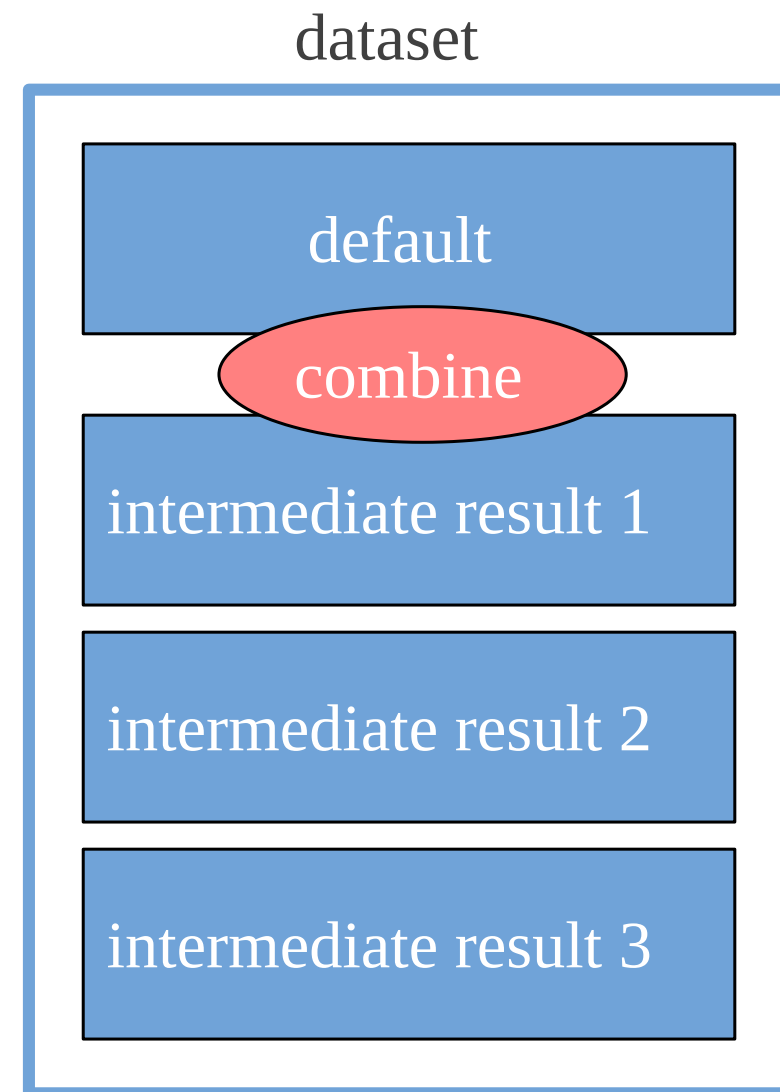 dataset
default
combine
intermediate result 1
intermediate result 2
intermediate result 3